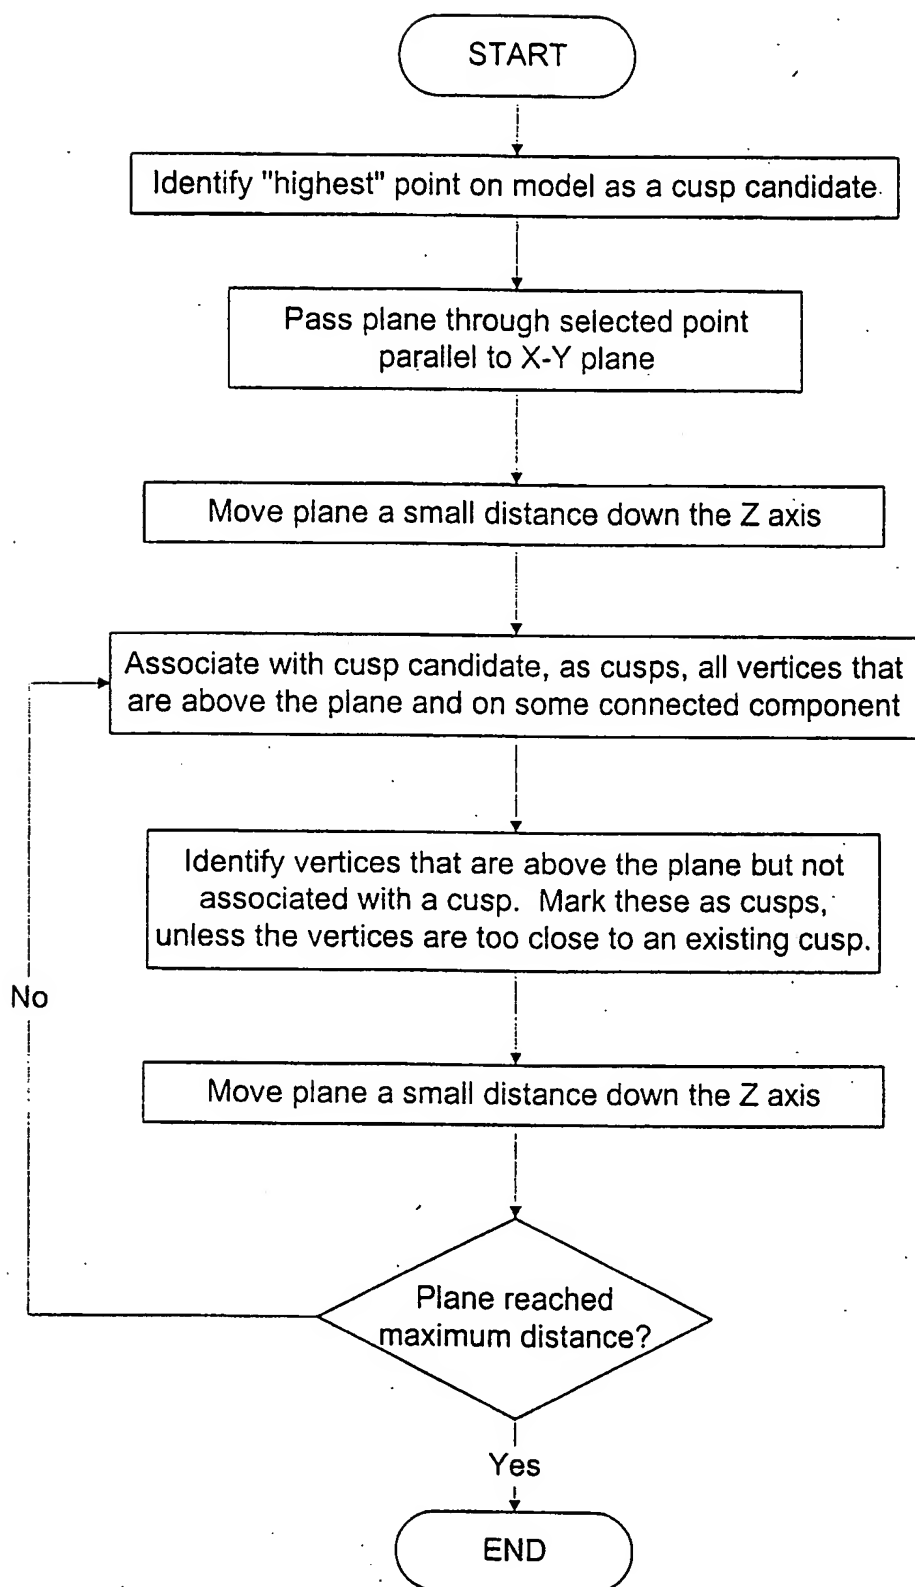 START
Identify "highest" point on model as a cusp candidate
Pass plane through selected point
parallel to X-Y plane
Move plane a small distance down the Z axis
Associate with cusp candidate, as cusps, all vertices that
are above the plane and on some connected component
Identify vertices that are above the plane but not
associated with a cusp. Mark these as cusps,
unless the vertices are too close to an existing cusp.
No
Move plane a small distance down the Z axis
Plane reached
maximum distance?
Yes
END